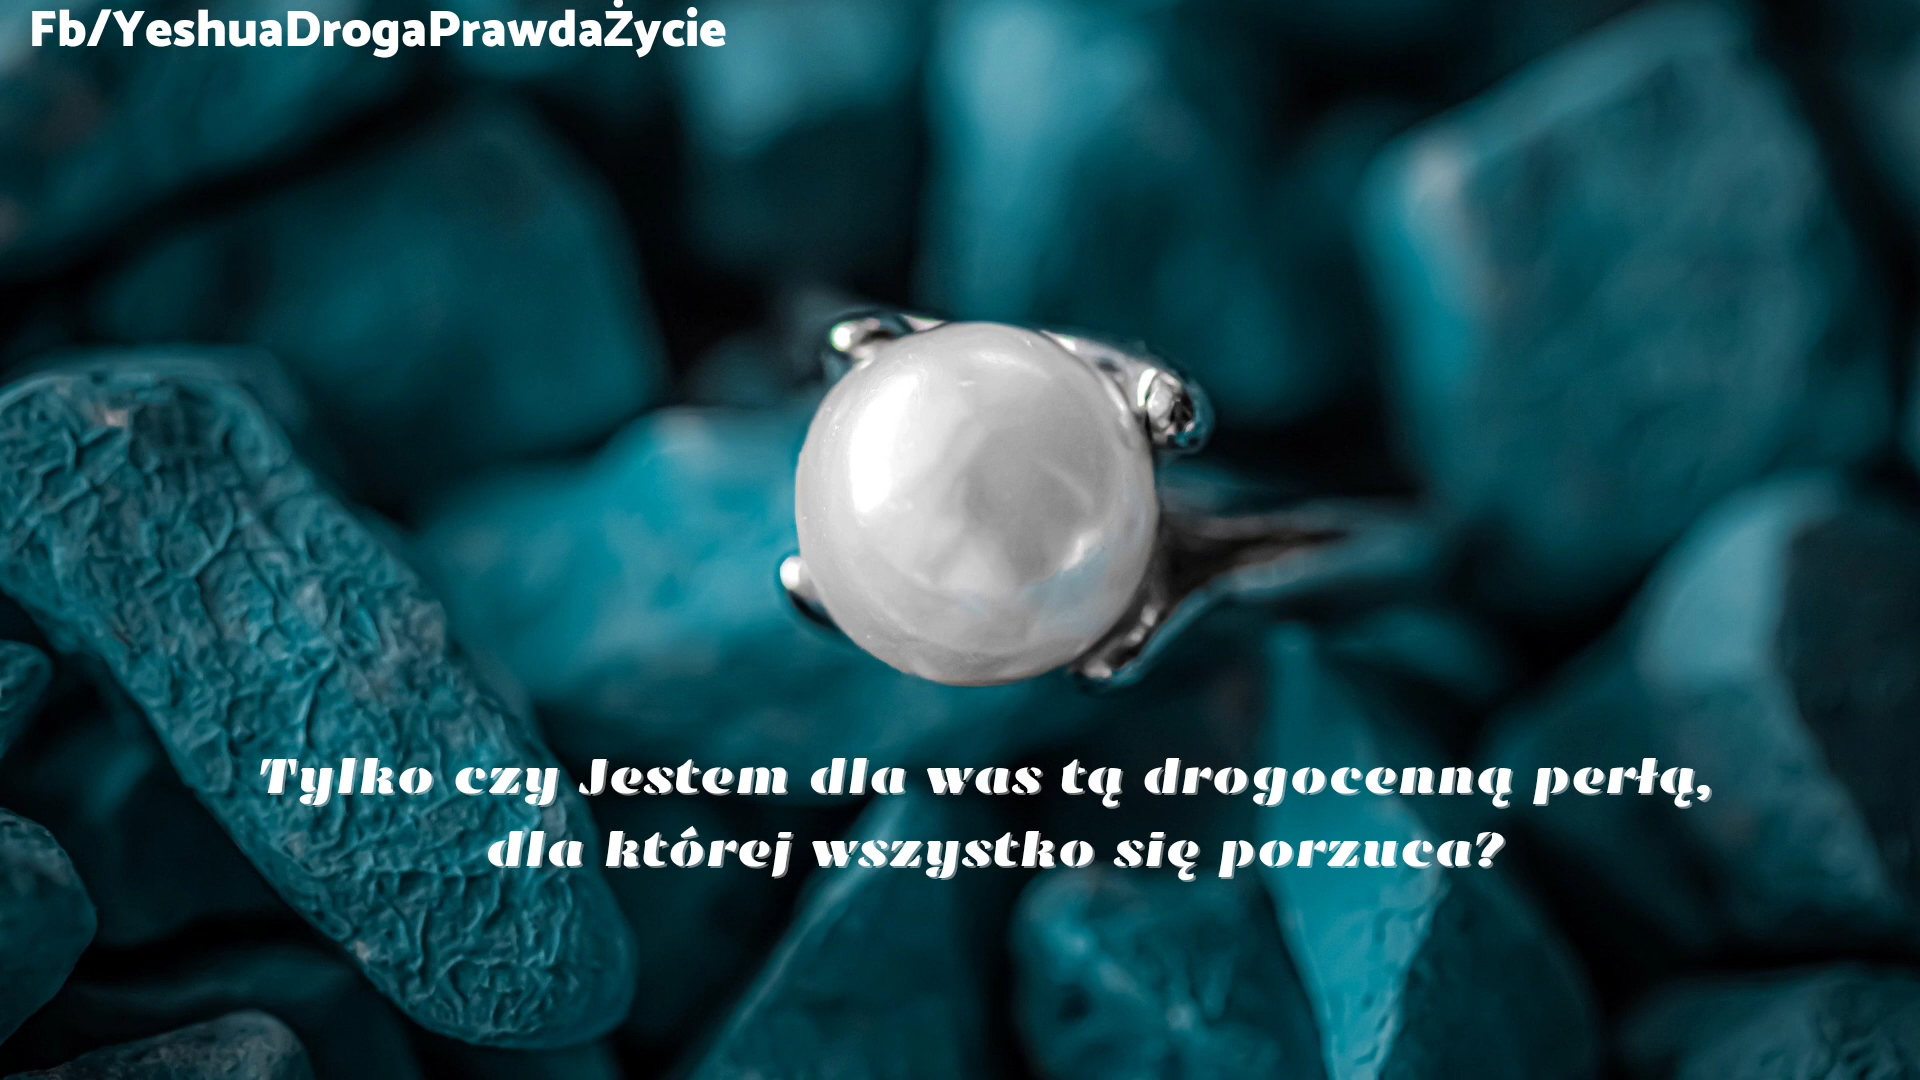 Fb/YeshuaDrogaPrawdaŻycie
Tylko czy Jestem dla was tą drogocenną perłą,
dla której wszystko się porzuca?